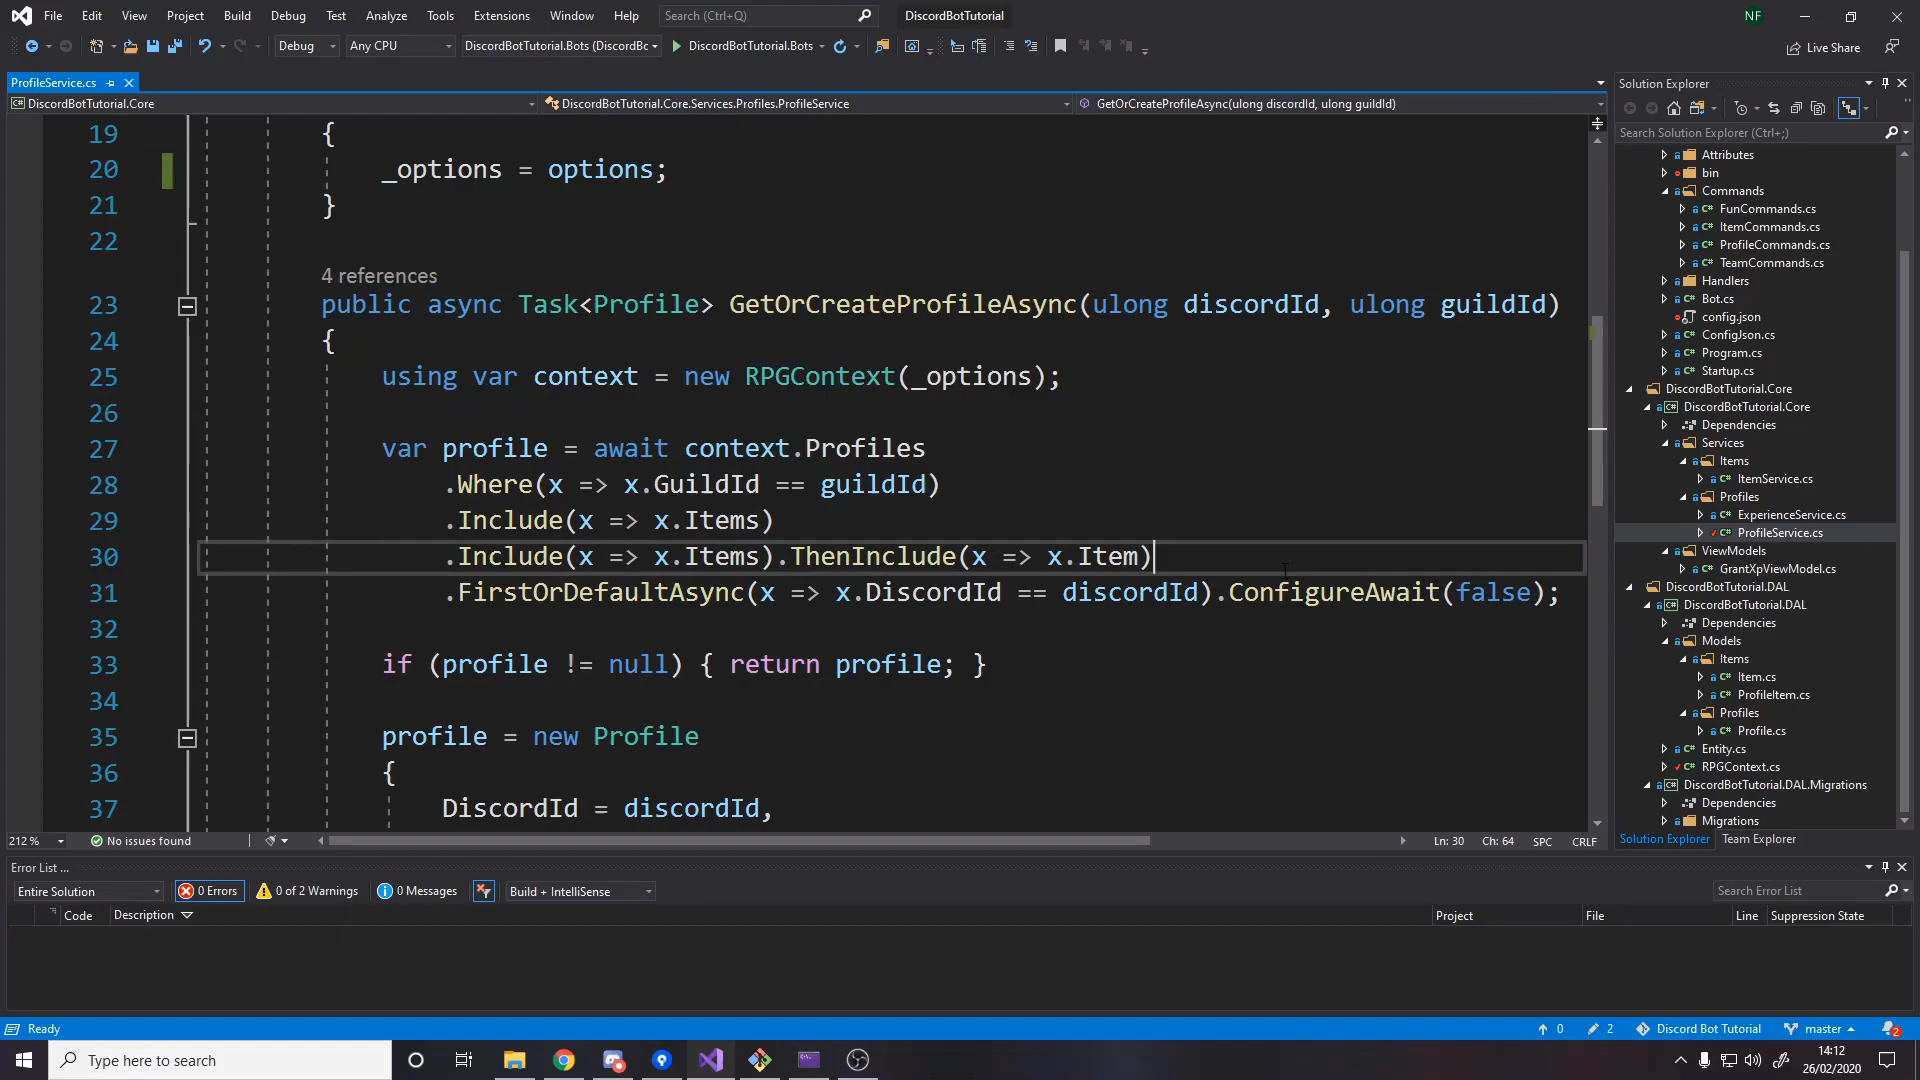 File Edit View Project Build Debug Test Analyze Tools Extensions Window Help Search (Ctrl+Q) DiscordBotTutorial NF
Debug Any CPU DiscordBotTutorial.Bots (DiscordBc DiscordBotTutorial.Bots Live Share
ProfileService.cs
DiscordBotTutorial.Core DiscordBotTutorial.Core.Services.Profiles.ProfileService GetOrCreateProfileAsync(ulong discordId, ulong guildId)
19 {
20 _options = options;
21 }
22
4 references
23 public async Task<Profile> GetOrCreateProfileAsync(ulong discordId, ulong guildId)
24 {
25 using var context = new RPGContext(_options);
26
27 var profile = await context.Profiles
28 .Where(x => x.GuildId == guildId)
29 .Include(x => x.Items)
30 .Include(x => x.Items).ThenInclude(x => x.Item)
31 .FirstOrDefaultAsync(x => x.DiscordId == discordId).ConfigureAwait(false);
32
33 if (profile != null) { return profile; }
34
35 profile = new Profile
36 {
37 DiscordId = discordId,
212 % No issues found Ln: 30 Ch: 64 SPC CRLF
Solution Explorer
Search Solution Explorer (Ctrl+;)
Attributes
bin
Commands
FunCommands.cs
ItemCommands.cs
ProfileCommands.cs
TeamCommands.cs
Handlers
Bot.cs
config.json
ConfigJson.cs
Program.cs
Startup.cs
DiscordBotTutorial.Core
DiscordBotTutorial.Core
Dependencies
Services
Items
ItemService.cs
Profiles
ExperienceService.cs
ProfileService.cs
ViewModels
GrantXpViewModel.cs
DiscordBotTutorial.DAL
DiscordBotTutorial.DAL
Dependencies
Models
Items
Item.cs
ProfileItem.cs
Profiles
Profile.cs
Entity.cs
RPGContext.cs
DiscordBotTutorial.DAL.Migrations
Dependencies
Migrations
Solution Explorer Team Explorer
Error List ...
Entire Solution 0 Errors 0 of 2 Warnings 0 Messages Build + IntelliSense Search Error List
Code Description Project File Line Suppression State
Ready 0 2 Discord Bot Tutorial master 2
Type here to search 14:12
26/02/2020